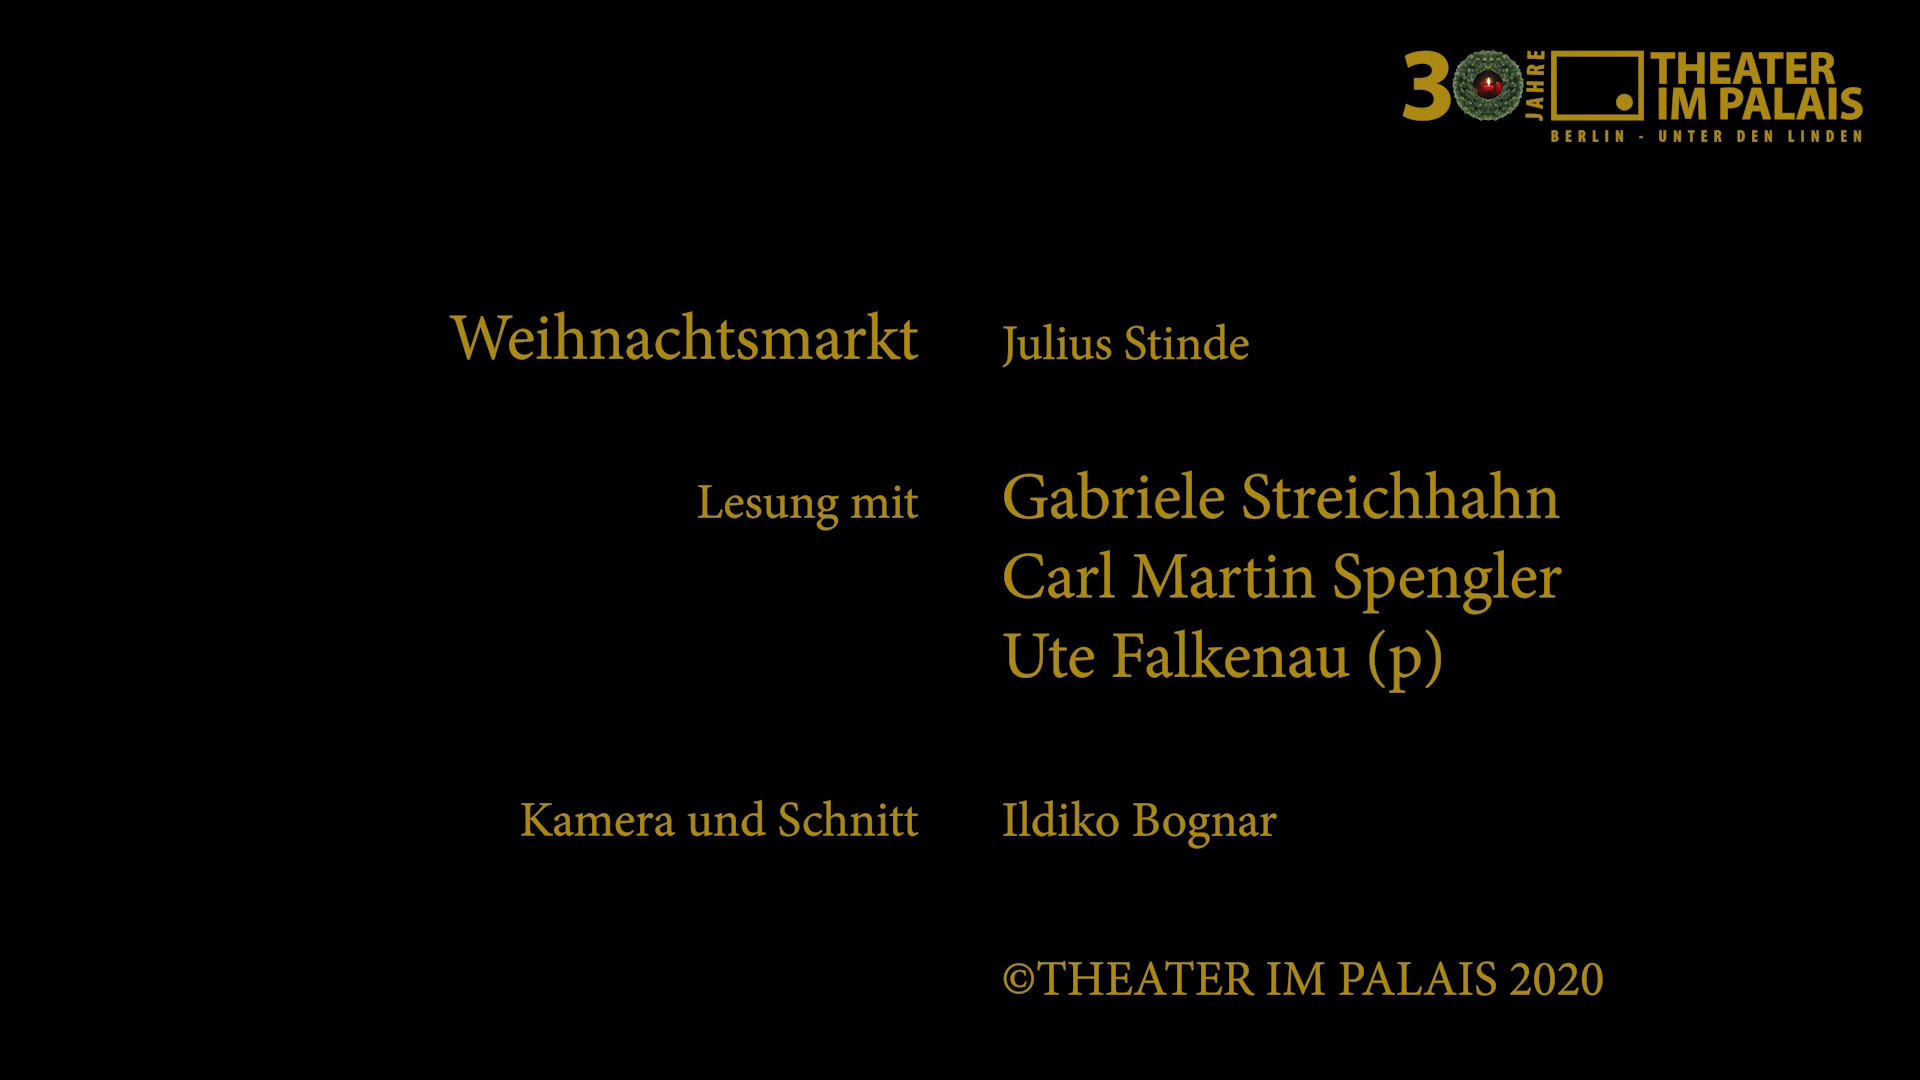 30 JAHRE THEATER
IM PALAIS
BERLIN - UNTER DEN LINDEN
Weihnachtsmarkt Julius Stinde
Lesung mit Gabriele Streichhahn
Carl Martin Spengler
Ute Falkenau (p)
Kamera und Schnitt Ildiko Bognar
©THEATER IM PALAIS 2020